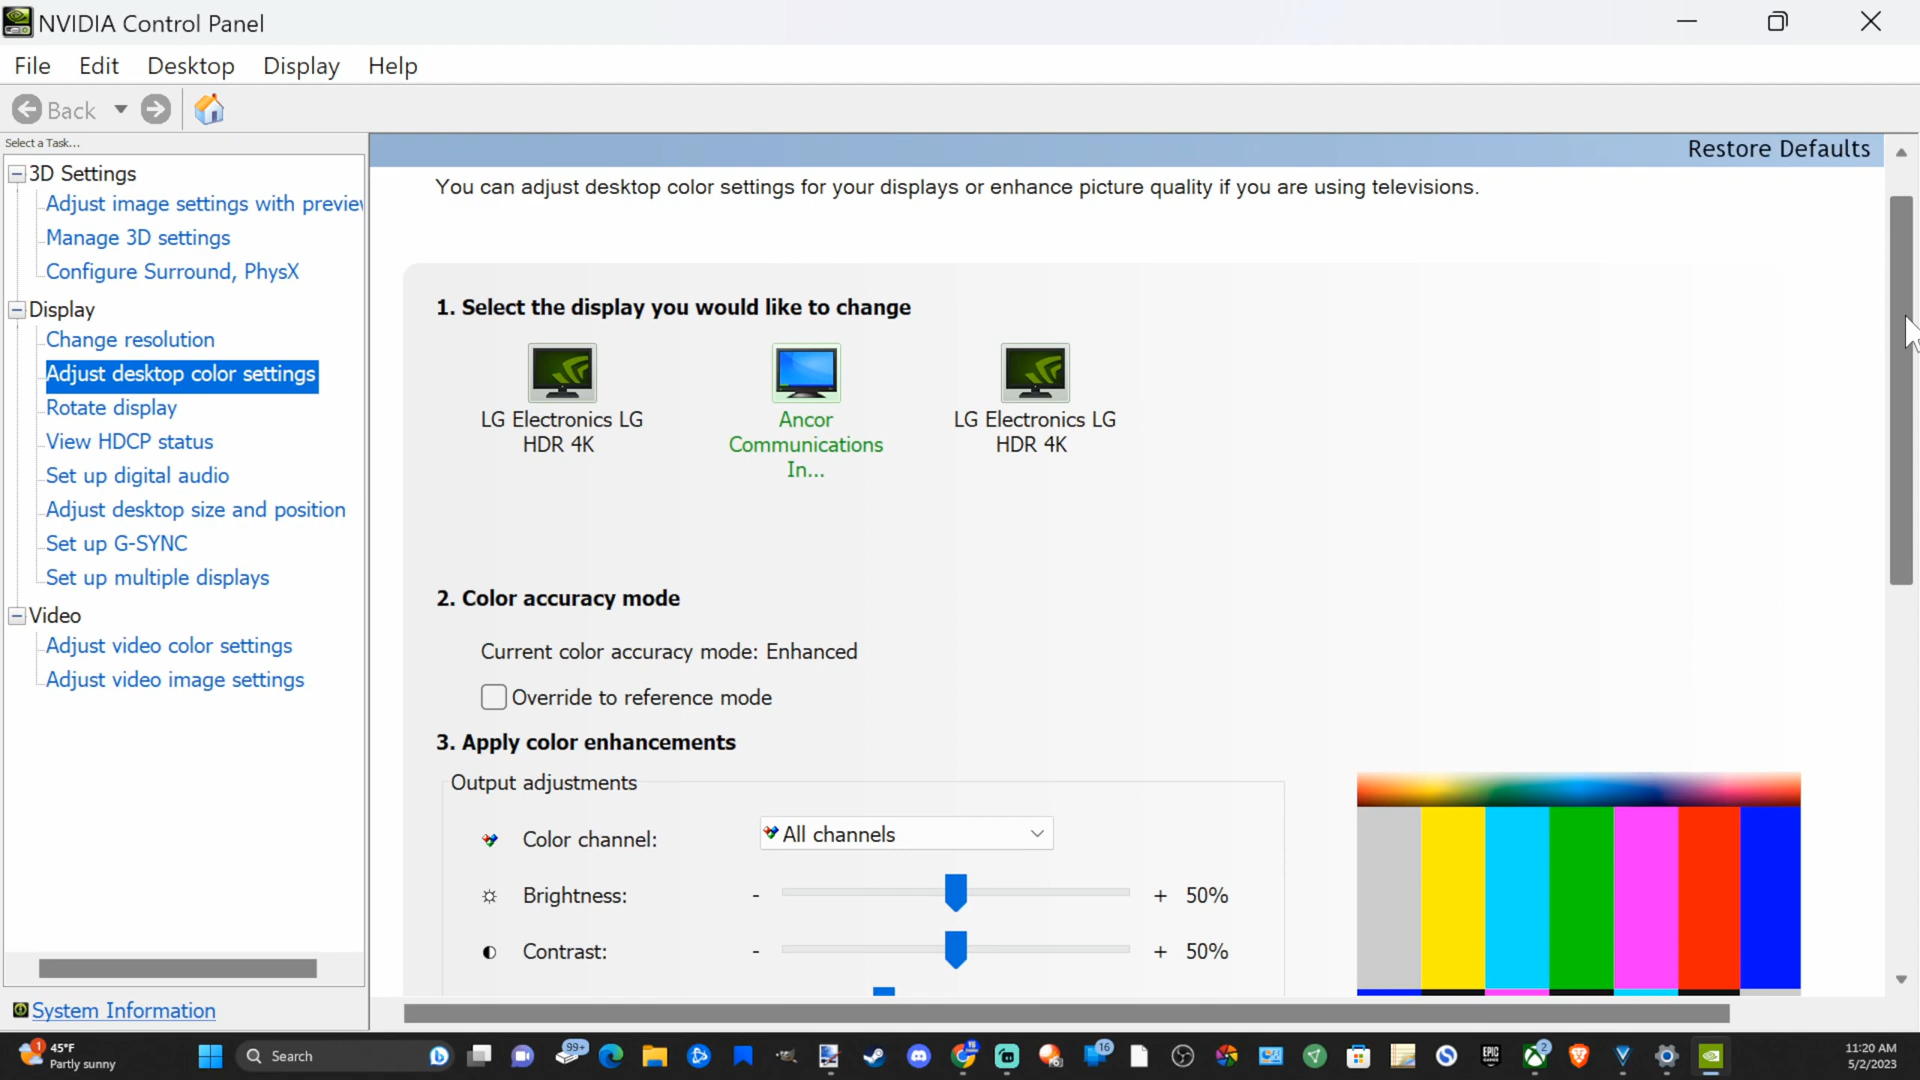 NVIDIA Control Panel
File Edit Desktop Display Help
Back
Select a Task...
3D Settings
Adjust image settings with preview
Manage 3D settings
Configure Surround, PhysX
Display
Change resolution
Adjust desktop color settings
Rotate display
View HDCP status
Set up digital audio
Adjust desktop size and position
Set up G-SYNC
Set up multiple displays
Video
Adjust video color settings
Adjust video image settings
System Information
Restore Defaults
You can adjust desktop color settings for your displays or enhance picture quality if you are using televisions.
1. Select the display you would like to change
LG Electronics LG
HDR 4K
Ancor
Communications
In...
LG Electronics LG
HDR 4K
2. Color accuracy mode
Current color accuracy mode: Enhanced
Override to reference mode
3. Apply color enhancements
Output adjustments
Color channel: All channels
Brightness: - + 50%
Contrast: - + 50%
1
45°F
Partly sunny
Search
99+
16
EPIC
2
11:20 AM
5/2/2023